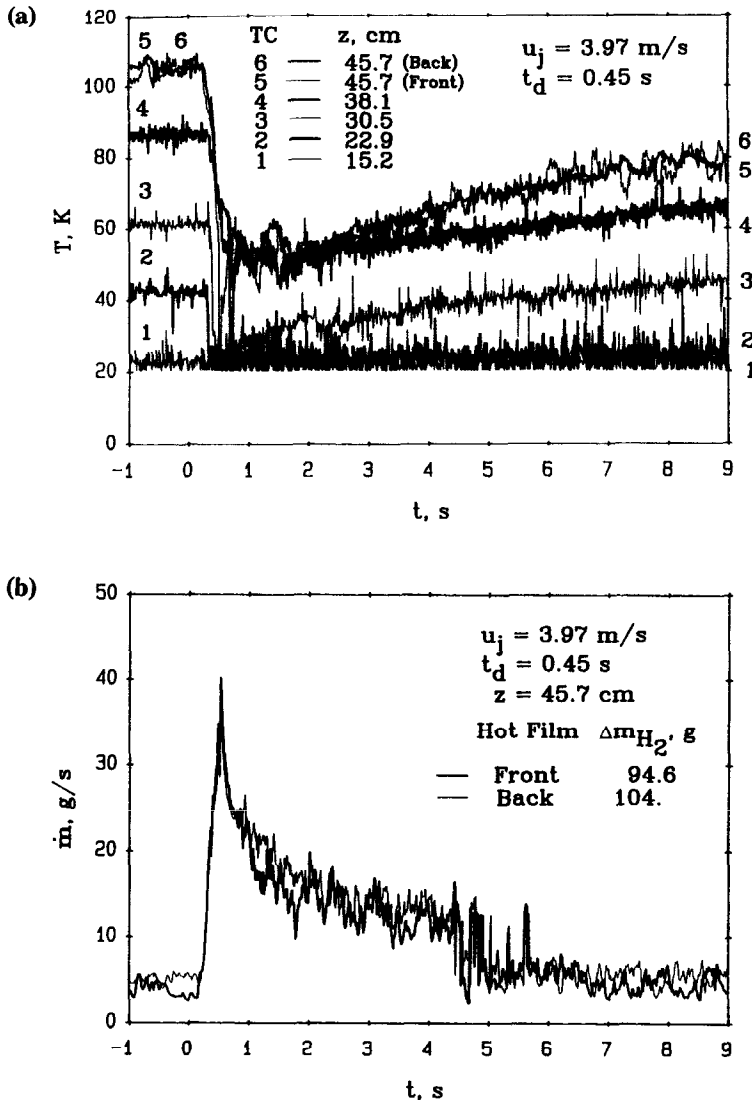 (a)
120
100
80
60
40
20
0
T, K
5 6
4
3
2
1
TC z, cm
6 — 45.7 (Back)
5 — 45.7 (Front)
4 — 38.1
3 — 30.5
2 — 22.9
1 — 15.2
u_j = 3.97 m/s
t_d = 0.45 s
6
5
4
3
2
1
-1 0 1 2 3 4 5 6 7 8 9
t, s
(b)
50
40
30
20
10
0
ṁ, g/s
u_j = 3.97 m/s
t_d = 0.45 s
z = 45.7 cm
Hot Film Δm_H₂, g
— Front 94.6
— Back 104.
-1 0 1 2 3 4 5 6 7 8 9
t, s